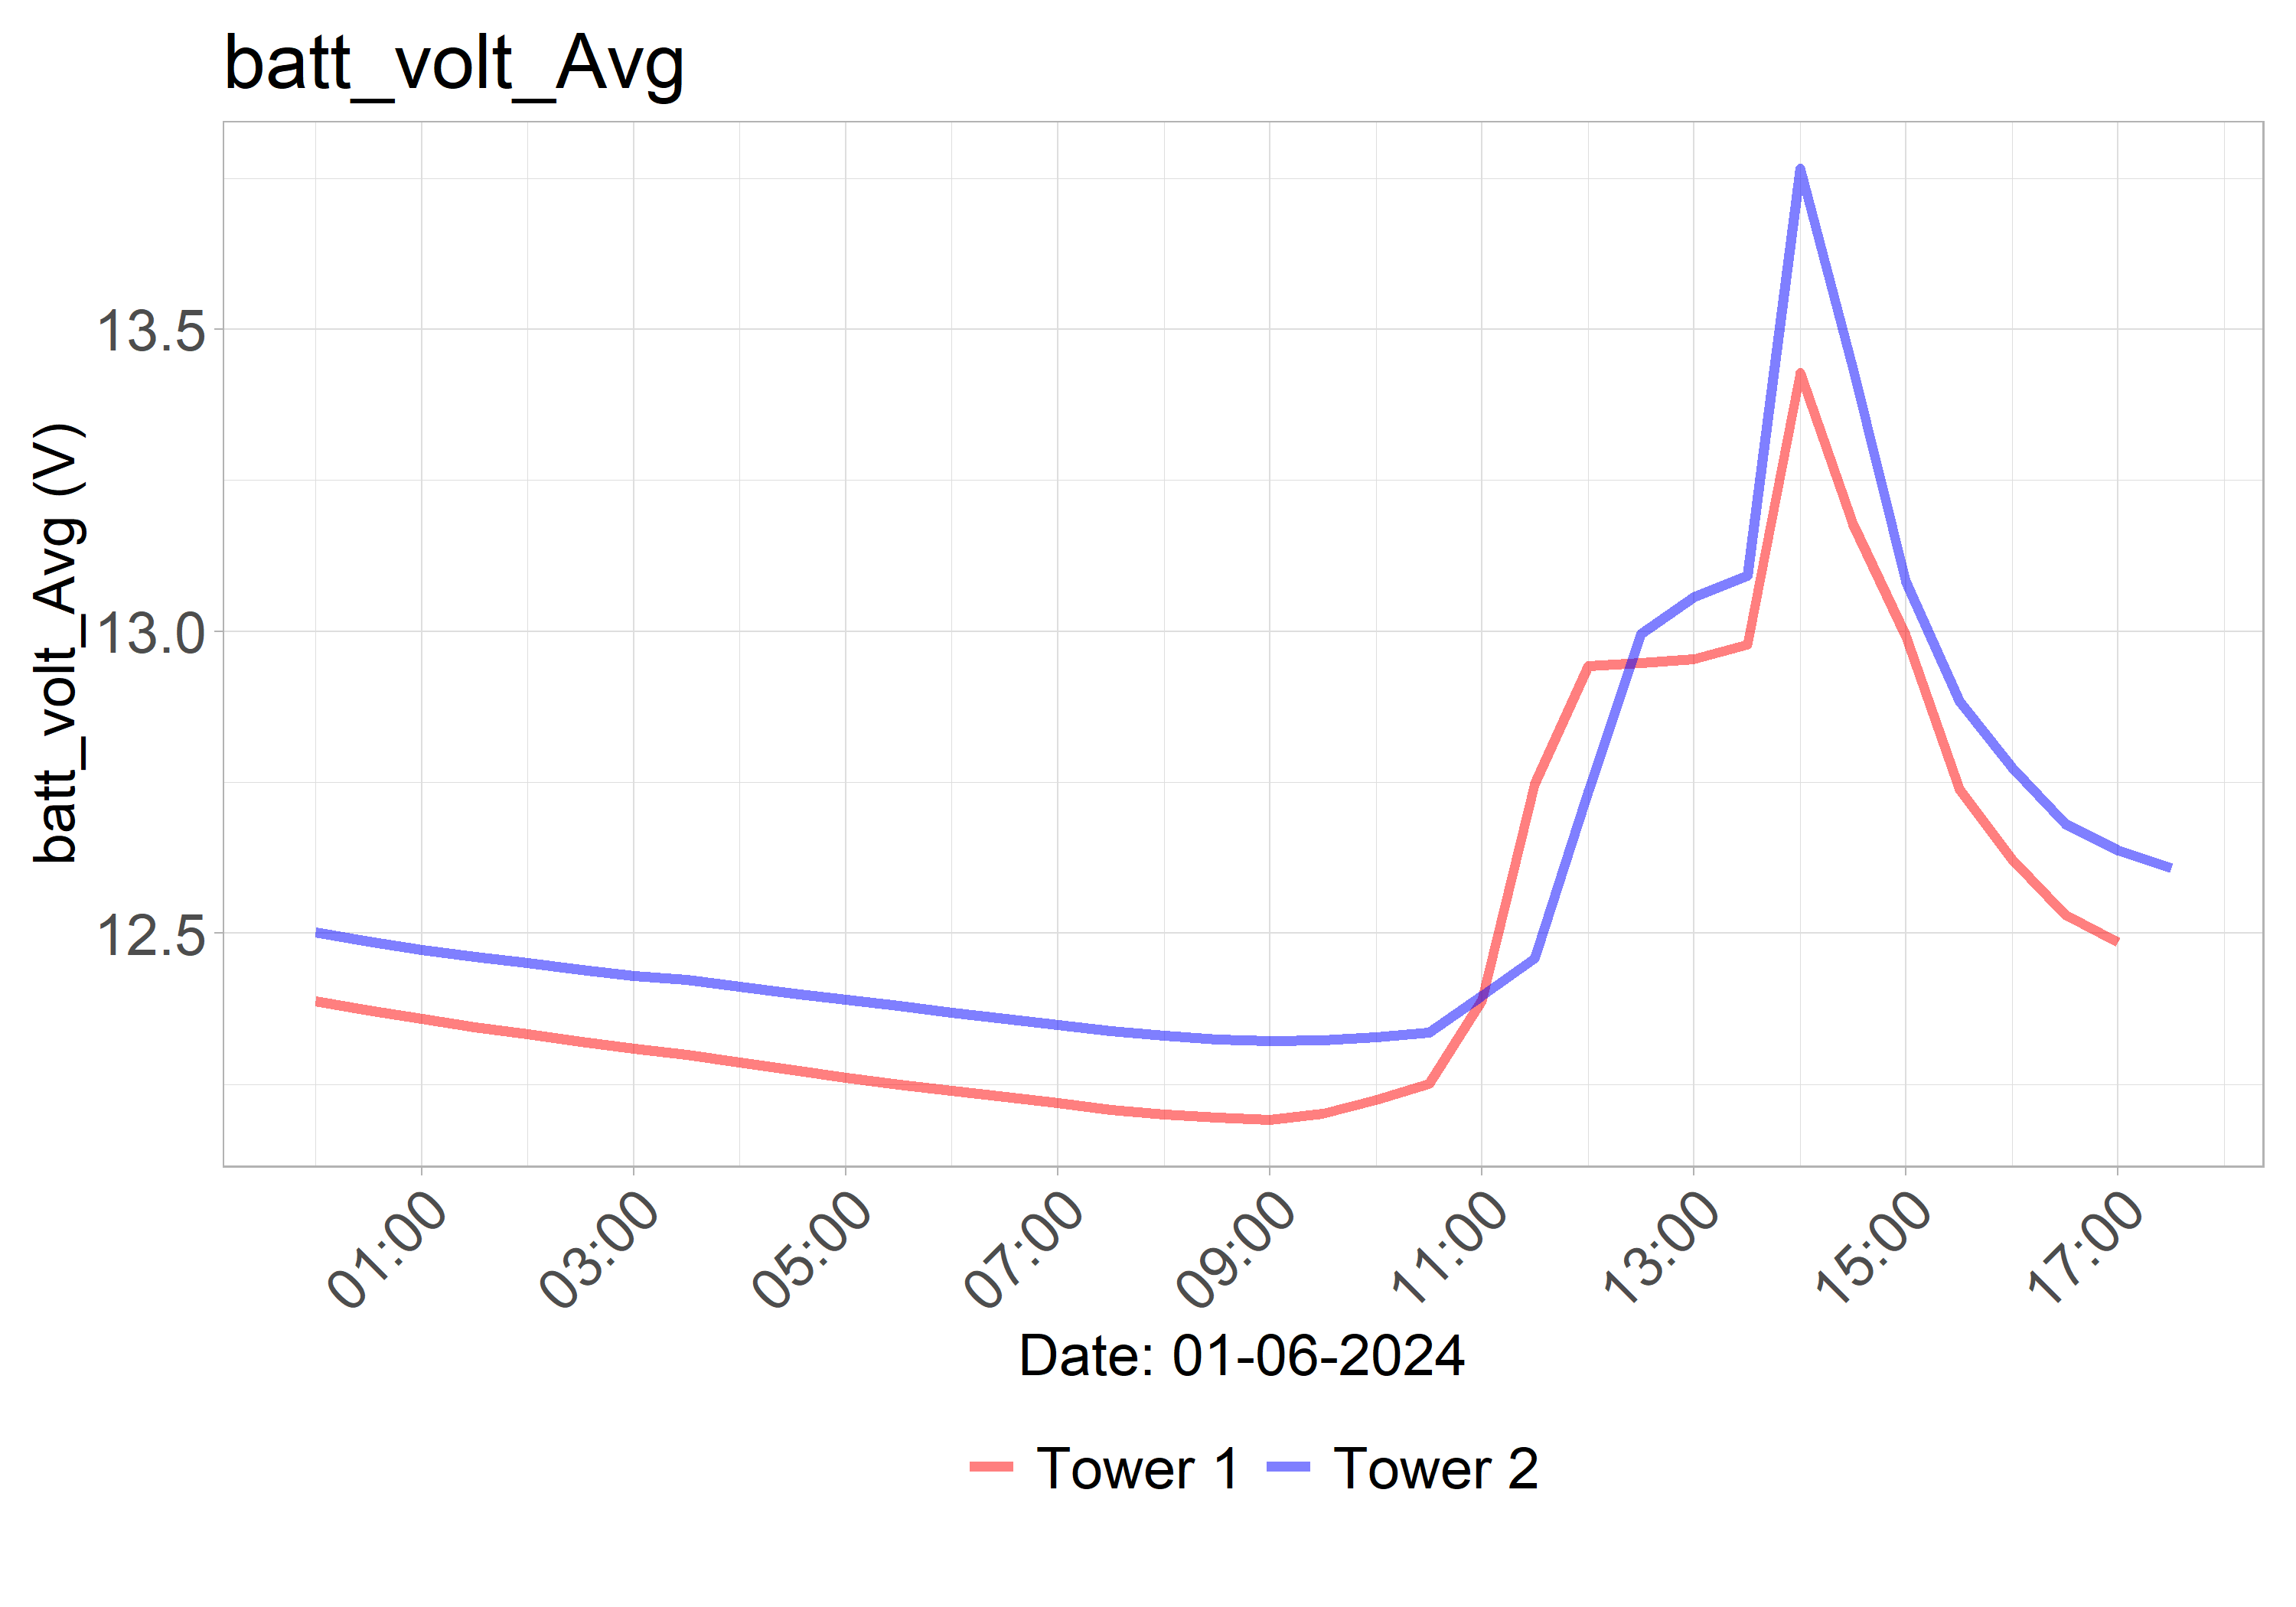 batt_volt_Avg
batt_volt_Avg (V)
13.5
13.0
12.5
01:00 03:00 05:00 07:00 09:00 11:00 13:00 15:00 17:00
Date: 01-06-2024
Tower 1 Tower 2